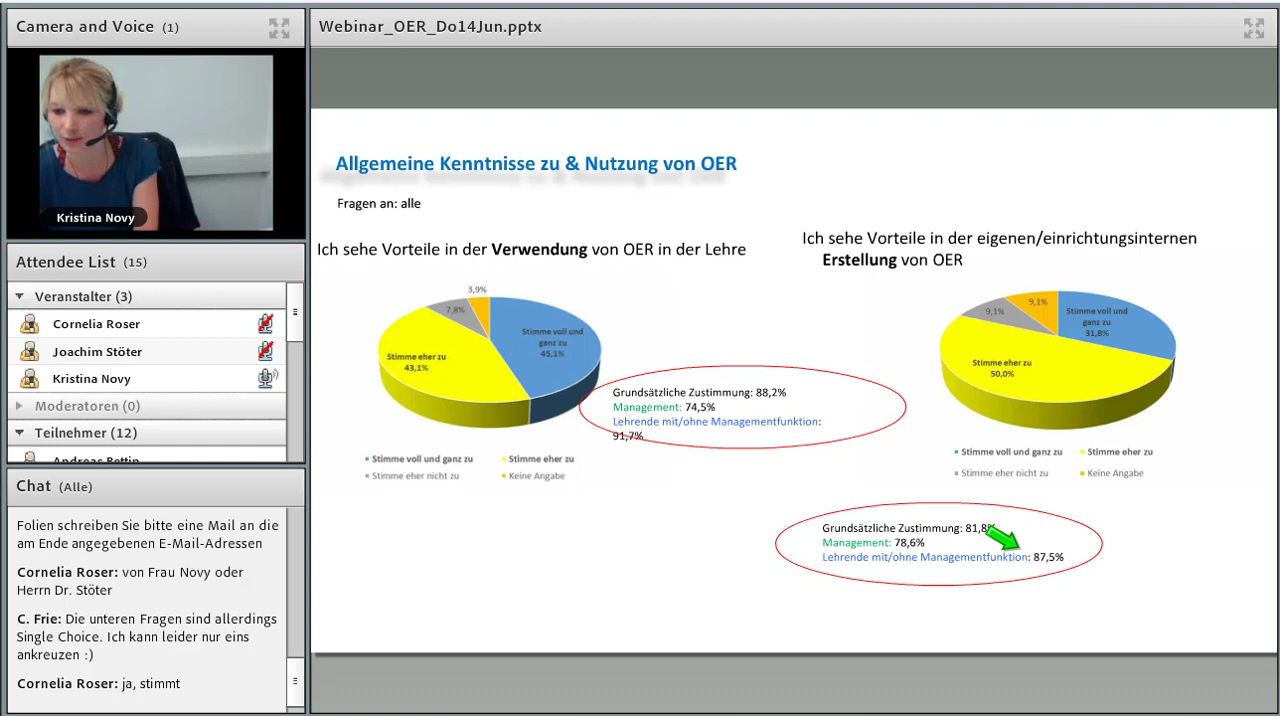 Camera and Voice (1)
Kristina Novy
Attendee List (15)
Veranstalter (3)
Cornelia Roser
Joachim Stöter
Kristina Novy
Moderatoren (0)
Teilnehmer (12)
Andreas Bettin
Chat (Alle)
Folien schreiben Sie bitte eine Mail an die
am Ende angegebenen E-Mail-Adressen
Cornelia Roser: von Frau Novy oder
Herrn Dr. Stöter
C. Frie: Die unteren Fragen sind allerdings
Single Choice. Ich kann leider nur eins
ankreuzen :)
Cornelia Roser: ja, stimmt
Webinar_OER_Do14Jun.pptx
Allgemeine Kenntnisse zu & Nutzung von OER
Fragen an: alle
Ich sehe Vorteile in der Verwendung von OER in der Lehre
3,9%
7,8%
Stimme voll und
ganz zu
45,1%
Stimme eher zu
43,1%
Grundsätzliche Zustimmung: 88,2%
Management: 74,5%
Lehrende mit/ohne Managementfunktion:
91,7%
Stimme voll und ganz zu
Stimme eher zu
Stimme eher nicht zu
Keine Angabe
Ich sehe Vorteile in der eigenen/einrichtungsinternen
Erstellung von OER
9,1%
9,1%
Stimme voll und
ganz zu
31,8%
Stimme eher zu
50,0%
Stimme voll und ganz zu
Stimme eher zu
Stimme eher nicht zu
Keine Angabe
Grundsätzliche Zustimmung: 81,8%
Management: 78,6%
Lehrende mit/ohne Managementfunktion: 87,5%